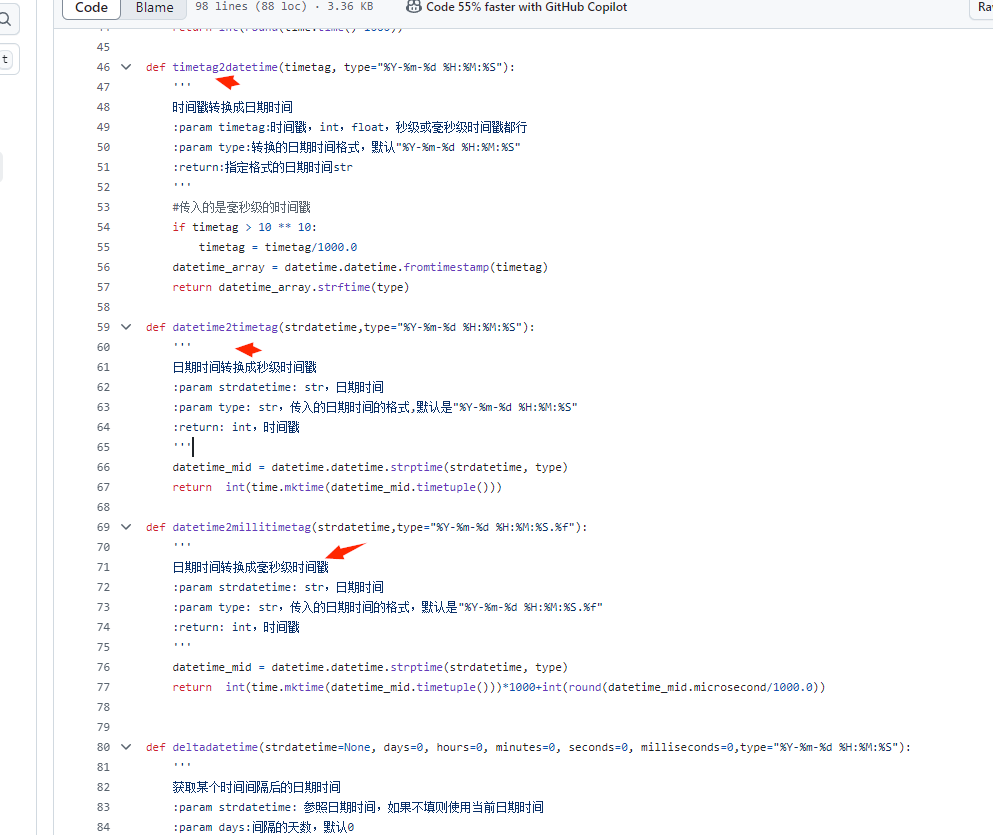 Code Blame 98 lines (88 loc) · 3.36 KB Code 55% faster with GitHub Copilot
t
45
46 def timetag2datetime(timetag, type="%Y-%m-%d %H:%M:%S"):
47 '''
48 时间戳转换成日期时间
49 :param timetag:时间戳，int，float，秒级或毫秒级时间戳都行
50 :param type:转换的日期时间格式，默认"%Y-%m-%d %H:%M:%S"
51 :return:指定格式的日期时间str
52 '''
53 #传入的是毫秒级的时间戳
54 if timetag > 10 ** 10:
55 timetag = timetag/1000.0
56 datetime_array = datetime.datetime.fromtimestamp(timetag)
57 return datetime_array.strftime(type)
58
59 def datetime2timetag(strdatetime,type="%Y-%m-%d %H:%M:%S"):
60 '''
61 日期时间转换成秒级时间戳
62 :param strdatetime: str，日期时间
63 :param type: str，传入的日期时间的格式,默认是"%Y-%m-%d %H:%M:%S"
64 :return: int，时间戳
65 '''
66 datetime_mid = datetime.datetime.strptime(strdatetime, type)
67 return  int(time.mktime(datetime_mid.timetuple()))
68
69 def datetime2millitimetag(strdatetime,type="%Y-%m-%d %H:%M:%S.%f"):
70 '''
71 日期时间转换成毫秒级时间戳
72 :param strdatetime: str，日期时间
73 :param type: str，传入的日期时间的格式，默认是"%Y-%m-%d %H:%M:%S.%f"
74 :return: int，时间戳
75 '''
76 datetime_mid = datetime.datetime.strptime(strdatetime, type)
77 return  int(time.mktime(datetime_mid.timetuple()))*1000+int(round(datetime_mid.microsecond/1000.0))
78
79
80 def deltadatetime(strdatetime=None, days=0, hours=0, minutes=0, seconds=0, milliseconds=0,type="%Y-%m-%d %H:%M:%S"):
81 '''
82 获取某个时间间隔后的日期时间
83 :param strdatetime: 参照日期时间，如果不填则使用当前日期时间
84 :param days:间隔的天数，默认0